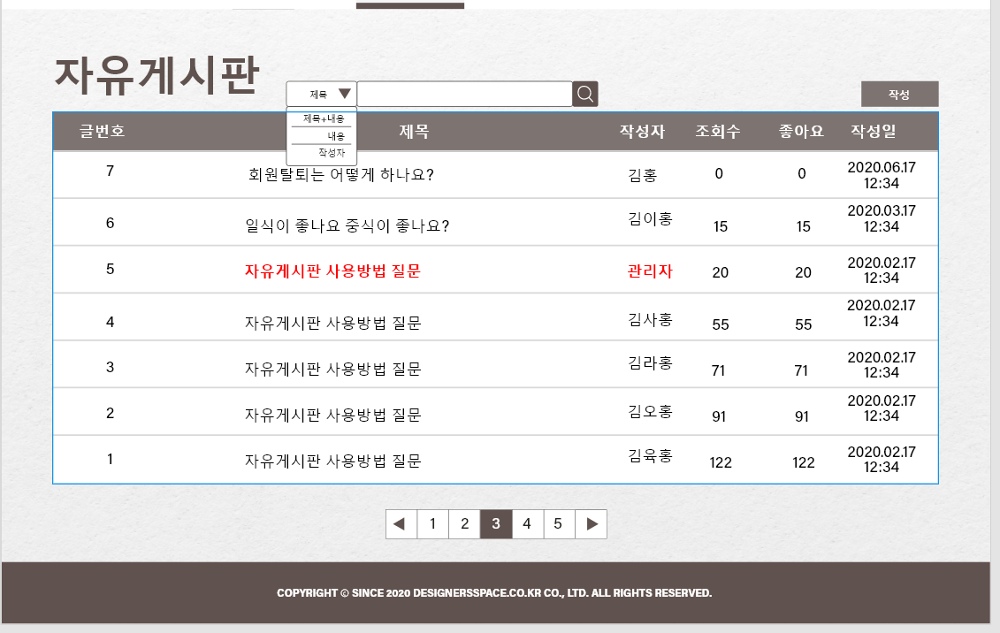 자유게시판
제목 ▼
작성
제목+내용
내용
작성자
글번호 제목 작성자 조회수 좋아요 작성일
7 회원탈퇴는 어떻게 하나요? 김홍 0 0 2020.06.17
12:34
6 일식이 좋나요 중식이 좋나요? 김이홍 15 15 2020.03.17
12:34
5 자유게시판 사용방법 질문 관리자 20 20 2020.02.17
12:34
4 자유게시판 사용방법 질문 김사홍 55 55 2020.02.17
12:34
3 자유게시판 사용방법 질문 김라홍 71 71 2020.02.17
12:34
2 자유게시판 사용방법 질문 김오홍 91 91 2020.02.17
12:34
1 자유게시판 사용방법 질문 김육홍 122 122 2020.02.17
12:34
◀ 1 2 3 4 5 ▶
COPYRIGHT © SINCE 2020 DESIGNERSSPACE.CO.KR CO., LTD. ALL RIGHTS RESERVED.